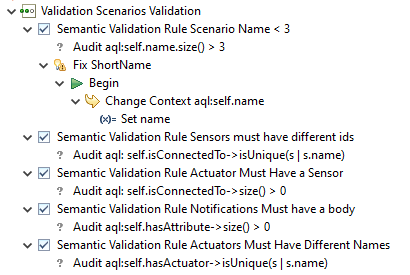 Validation Scenarios Validation
Semantic Validation Rule Scenario Name < 3
? Audit aql:self.name.size() > 3
Fix ShortName
Begin
Change Context aql:self.name
(x)= Set name
Semantic Validation Rule Sensors must have different ids
? Audit aql: self.isConnectedTo->isUnique(s | s.name)
Semantic Validation Rule Actuator Must Have a Sensor
? Audit aql: self.isConnectedTo->size() > 0
Semantic Validation Rule Notifications Must have a body
? Audit aql:self.hasAttribute->size() > 0
Semantic Validation Rule Actuators Must Have Different Names
? Audit aql:self.hasActuator->isUnique(s | s.name)